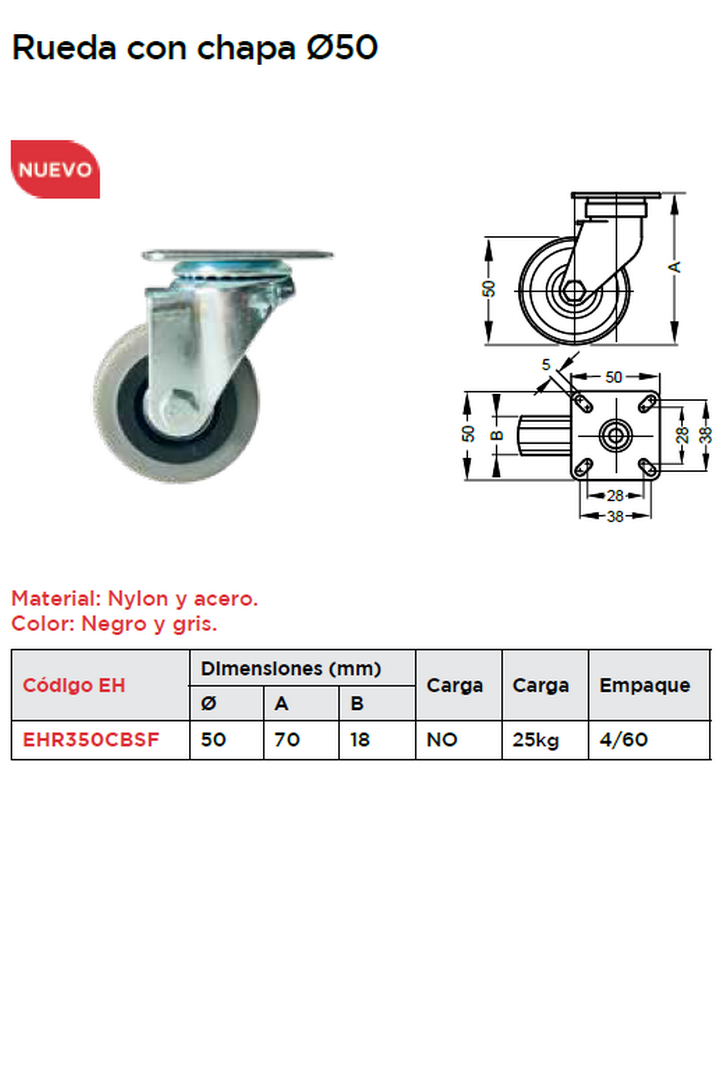 Rueda con chapa Ø50
NUEVO
50
A
5
50
50
B
28
38
28
38
Material: Nylon y acero.
Color: Negro y gris.
Código EH
Dimensiones (mm)
Carga
Carga
Empaque
Ø
A
B
EHR350CBSF
50
70
18
NO
25kg
4/60